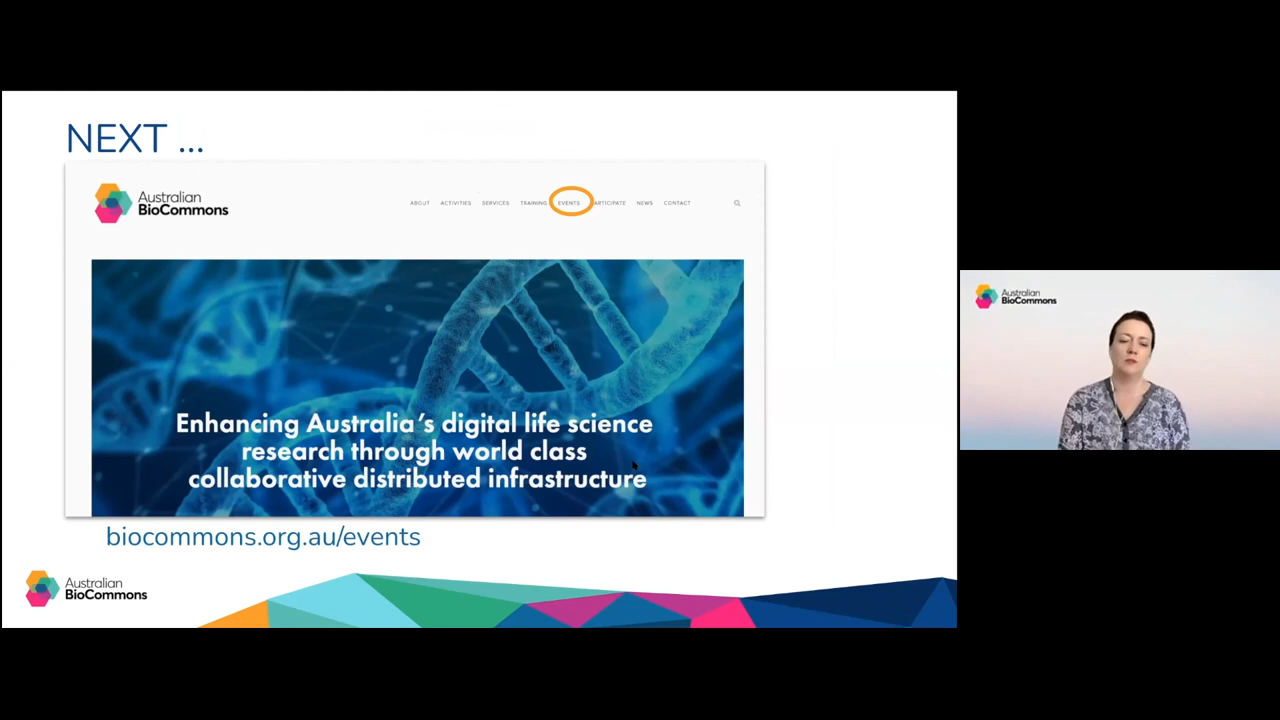 NEXT ...
Australian
BioCommons
ABOUT ACTIVITIES SERVICES TRAINING EVENTS ARTICIPATE NEWS CONTACT
Enhancing Australia's digital life science
research through world class
collaborative distributed infrastructure
biocommons.org.au/events
Australian
BioCommons
Australian
BioCommons